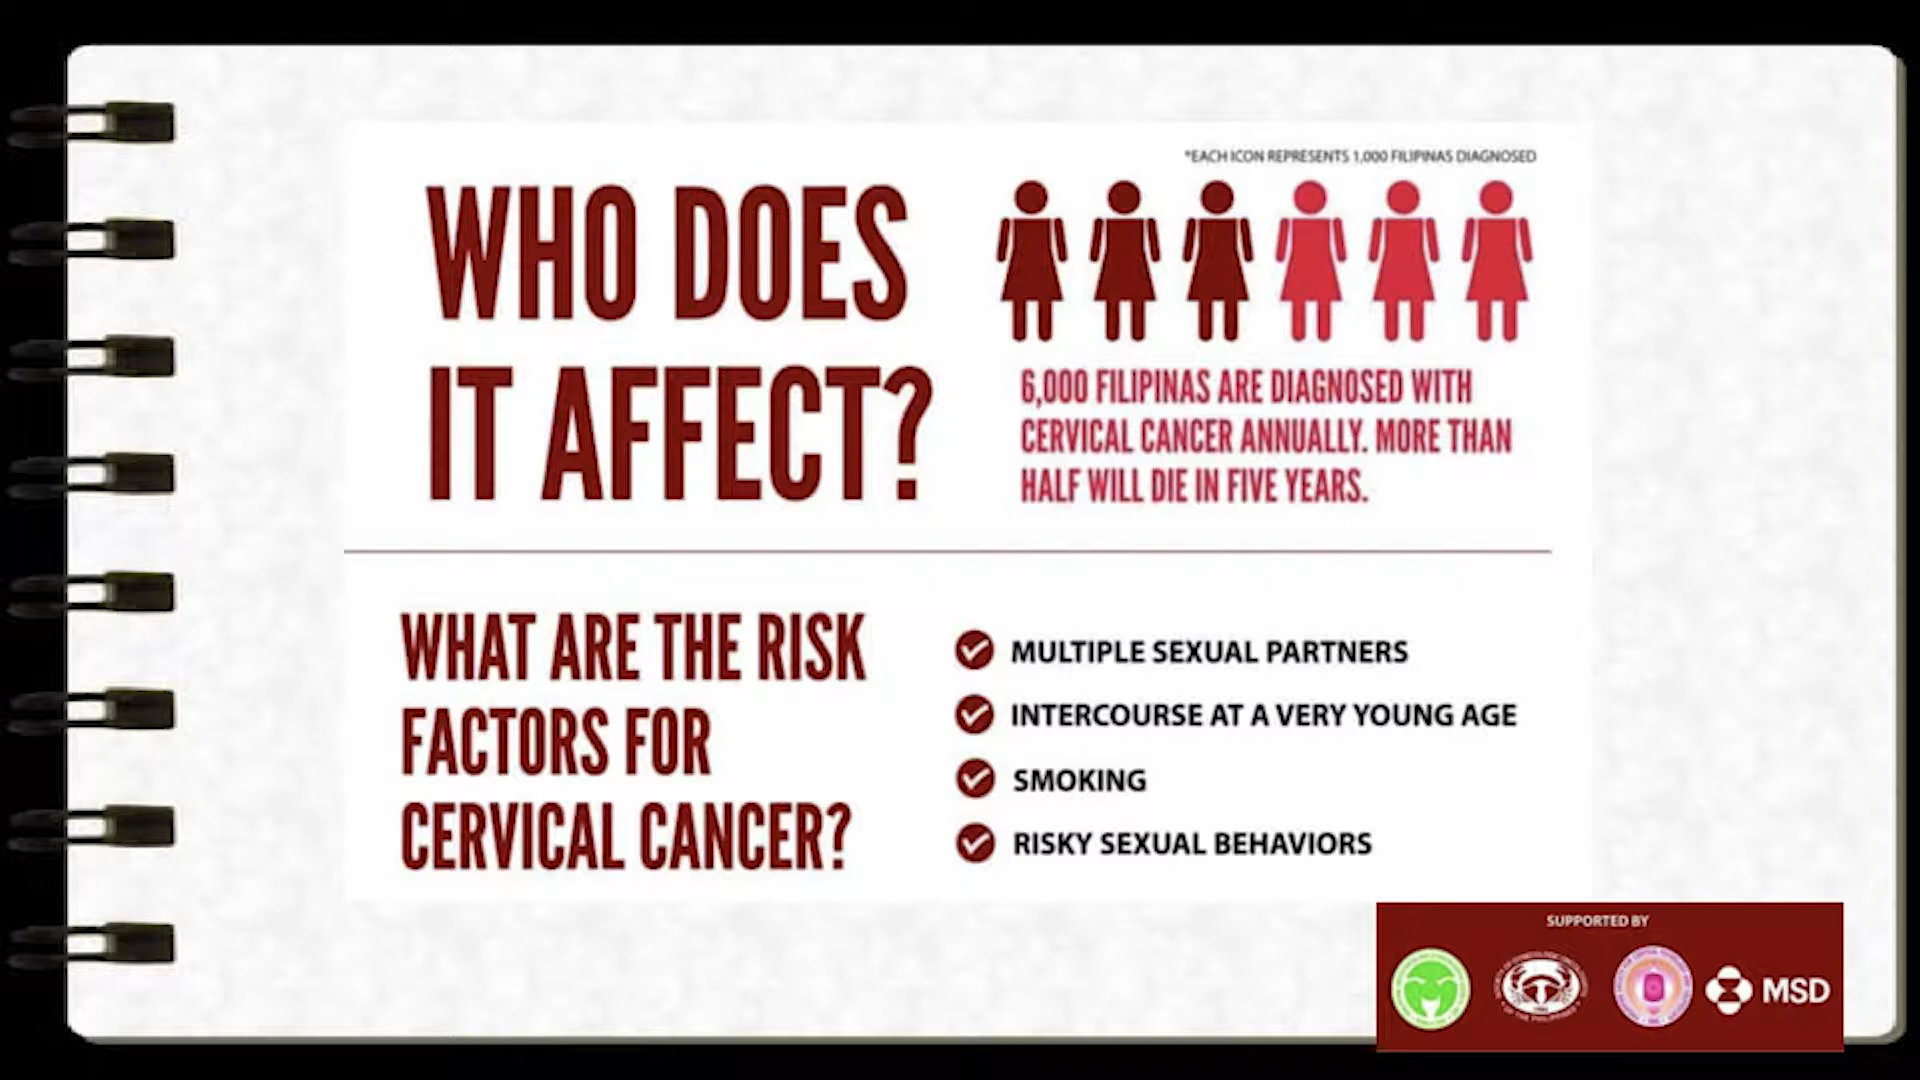 *EACH ICON REPRESENTS 1,000 FILIPINAS DIAGNOSED
WHO DOES
IT AFFECT?
6,000 FILIPINAS ARE DIAGNOSED WITH
CERVICAL CANCER ANNUALLY. MORE THAN
HALF WILL DIE IN FIVE YEARS.
WHAT ARE THE RISK
FACTORS FOR
CERVICAL CANCER?
MULTIPLE SEXUAL PARTNERS
INTERCOURSE AT A VERY YOUNG AGE
SMOKING
RISKY SEXUAL BEHAVIORS
SUPPORTED BY
MSD